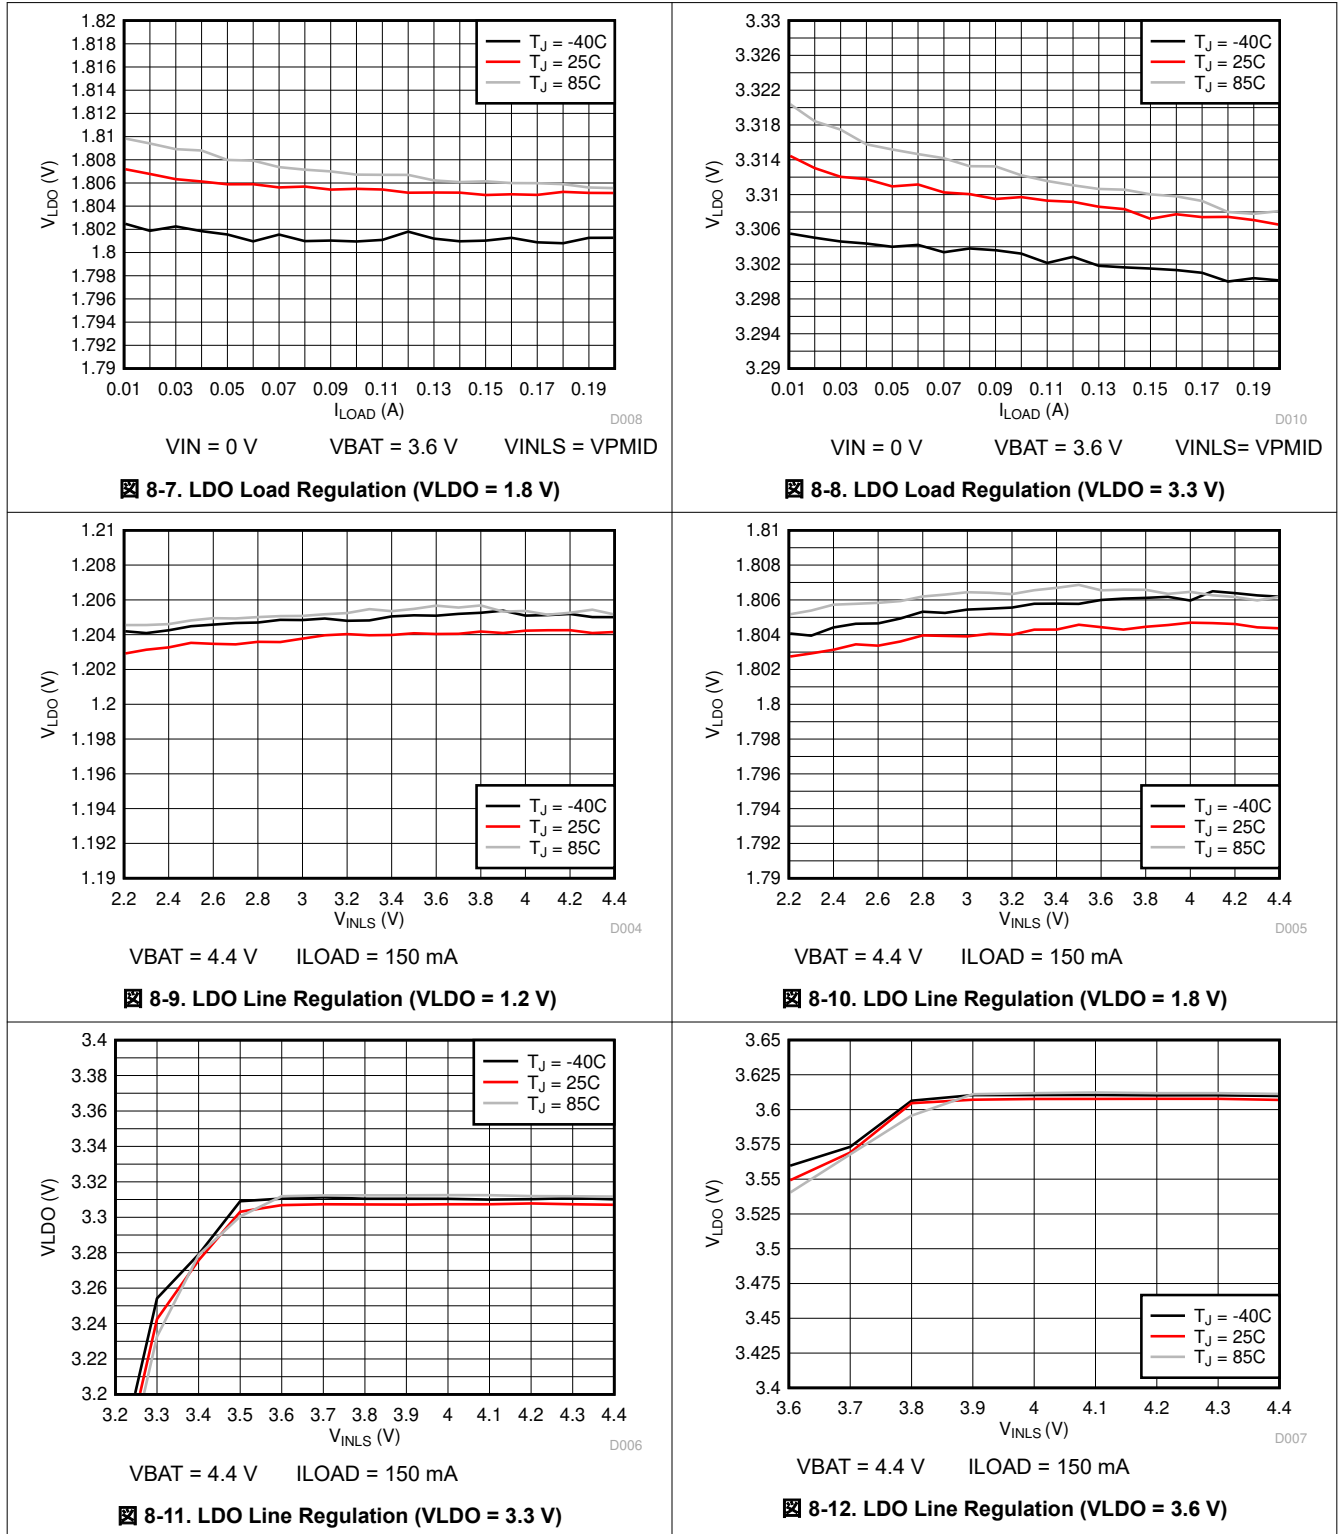 1.82
1.818
1.816
1.814
1.812
1.81
1.808
1.806
1.804
1.802
1.8
1.798
1.796
1.794
1.792
1.79
VLDO (V)
TJ = -40C
TJ = 25C
TJ = 85C
0.01 0.03 0.05 0.07 0.09 0.11 0.13 0.15 0.17 0.19
ILOAD (A)
D008
VIN = 0 V VBAT = 3.6 V VINLS = VPMID
図 8-7. LDO Load Regulation (VLDO = 1.8 V)
3.33
3.326
3.322
3.318
3.314
3.31
3.306
3.302
3.298
3.294
3.29
VLDO (V)
TJ = -40C
TJ = 25C
TJ = 85C
0.01 0.03 0.05 0.07 0.09 0.11 0.13 0.15 0.17 0.19
ILOAD (A)
D010
VIN = 0 V VBAT = 3.6 V VINLS= VPMID
図 8-8. LDO Load Regulation (VLDO = 3.3 V)
1.21
1.208
1.206
1.204
1.202
1.2
1.198
1.196
1.194
1.192
1.19
VLDO (V)
TJ = -40C
TJ = 25C
TJ = 85C
2.2 2.4 2.6 2.8 3 3.2 3.4 3.6 3.8 4 4.2 4.4
VINLS (V)
D004
VBAT = 4.4 V ILOAD = 150 mA
図 8-9. LDO Line Regulation (VLDO = 1.2 V)
1.81
1.808
1.806
1.804
1.802
1.8
1.798
1.796
1.794
1.792
1.79
VLDO (V)
TJ = -40C
TJ = 25C
TJ = 85C
2.2 2.4 2.6 2.8 3 3.2 3.4 3.6 3.8 4 4.2 4.4
VINLS (V)
D005
VBAT = 4.4 V ILOAD = 150 mA
図 8-10. LDO Line Regulation (VLDO = 1.8 V)
3.4
3.38
3.36
3.34
3.32
3.3
3.28
3.26
3.24
3.22
3.2
VLDO (V)
TJ = -40C
TJ = 25C
TJ = 85C
3.2 3.3 3.4 3.5 3.6 3.7 3.8 3.9 4 4.1 4.2 4.3 4.4
VINLS (V)
D006
VBAT = 4.4 V ILOAD = 150 mA
図 8-11. LDO Line Regulation (VLDO = 3.3 V)
3.65
3.625
3.6
3.575
3.55
3.525
3.5
3.475
3.45
3.425
3.4
VLDO (V)
TJ = -40C
TJ = 25C
TJ = 85C
3.6 3.7 3.8 3.9 4 4.1 4.2 4.3 4.4
VINLS (V)
D007
VBAT = 4.4 V ILOAD = 150 mA
図 8-12. LDO Line Regulation (VLDO = 3.6 V)